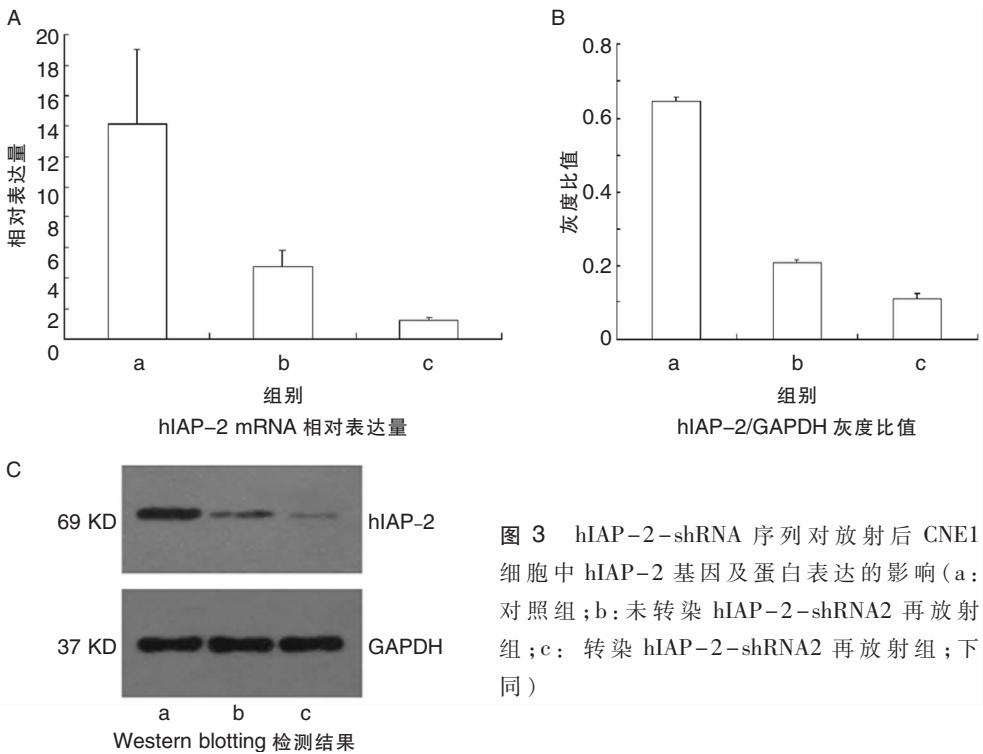 A
20
18
16
14
12
10
8
6
4
2
0
相对表达量
a b c
组别
hIAP-2 mRNA 相对表达量
B
0.8
0.6
0.4
0.2
0
灰度比值
a b c
组别
hIAP-2/GAPDH 灰度比值
C
69 KD hIAP-2
37 KD GAPDH
a b c
Western blotting 检测结果
图 3 hIAP-2-shRNA 序列对放射后 CNE1
细胞中 hIAP-2 基因及蛋白表达的影响(a:
对照组;b:未转染 hIAP-2-shRNA2 再放射
组;c: 转染 hIAP-2-shRNA2 再放射组;下
同)